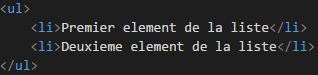 <ul>
    <li>Premier element de la liste</li>
    <li>Deuxieme element de la liste</li>
</ul>